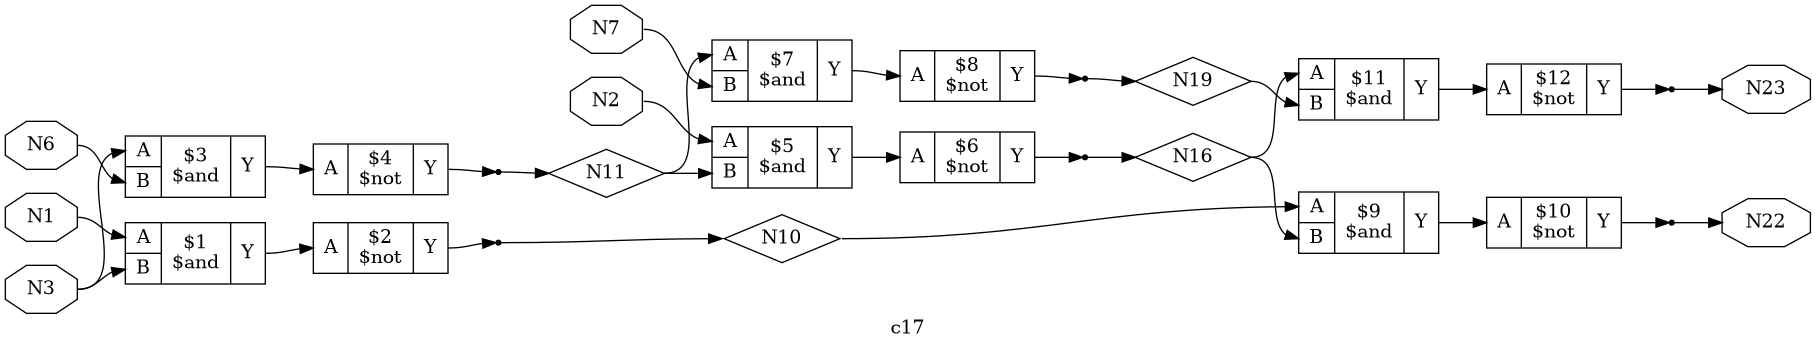 N7
N2
N6
N1
N3
A
B
$3
$and
Y
A
B
$1
$and
Y
A
$4
$not
Y
A
$2
$not
Y
N11
N10
A
B
$7
$and
Y
A
B
$5
$and
Y
A
$8
$not
Y
A
$6
$not
Y
N19
N16
A
B
$11
$and
Y
A
B
$9
$and
Y
A
$12
$not
Y
A
$10
$not
Y
N23
N22
c17